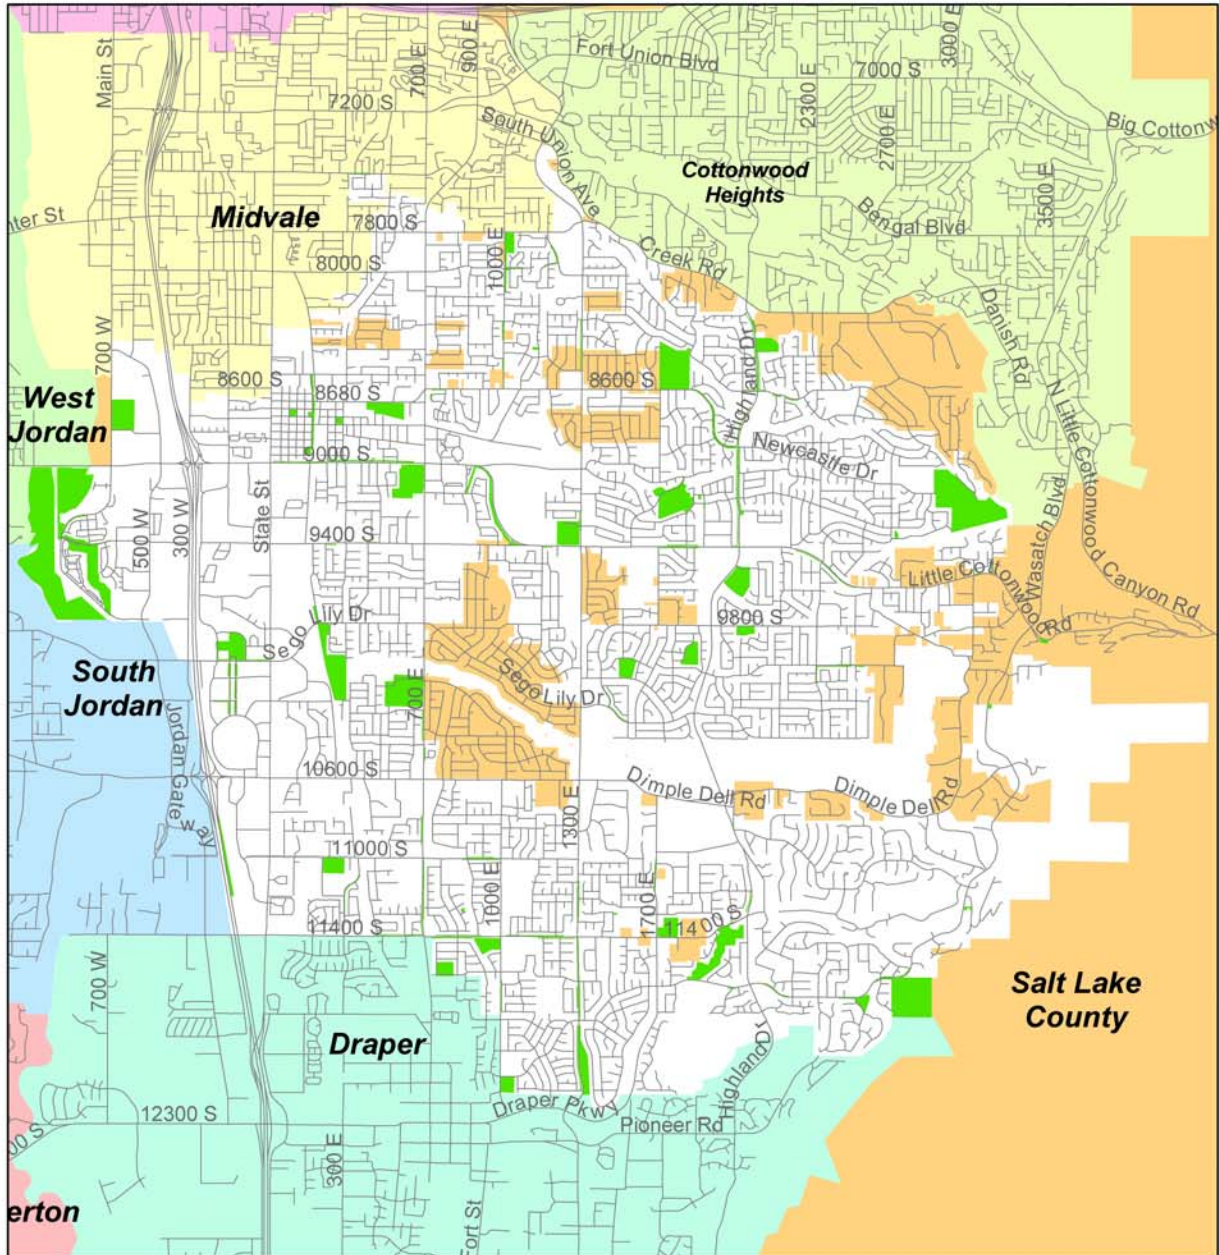 Fort Union Blvd
7000 S
3000 E
900 E
700 E
Main St
7200 S
2300 E
2700 E
South Union Ave
Big Cottonw
Cottonwood
Heights
3500 E
Midvale
7800 S
nter St
Bengal Blvd
8000 S
1000 E
Creek Rd
Danish Rd
700 W
8600 S
8600 S
8680 S
Highland Dr
West
Jordan
N Little Cottonwood Canyon Rd
9000 S
Newcastle Dr
500 W
300 W
State St
9400 S
Wasatch Blvd
Little Cottonwood Rd
Sego Lily Dr
9800 S
South
Jordan
700 E
Sego Lily Dr
Jordan Gateway
10600 S
Dimple Dell Rd
Dimple Dell Rd
1300 E
11000 S
1000 E
1700 E
11400 S
11400 S
700 W
Salt Lake
County
Draper
Highland Dr
12300 S
Draper Pkwy
Pioneer Rd
00 S
300 E
erton
Fort St